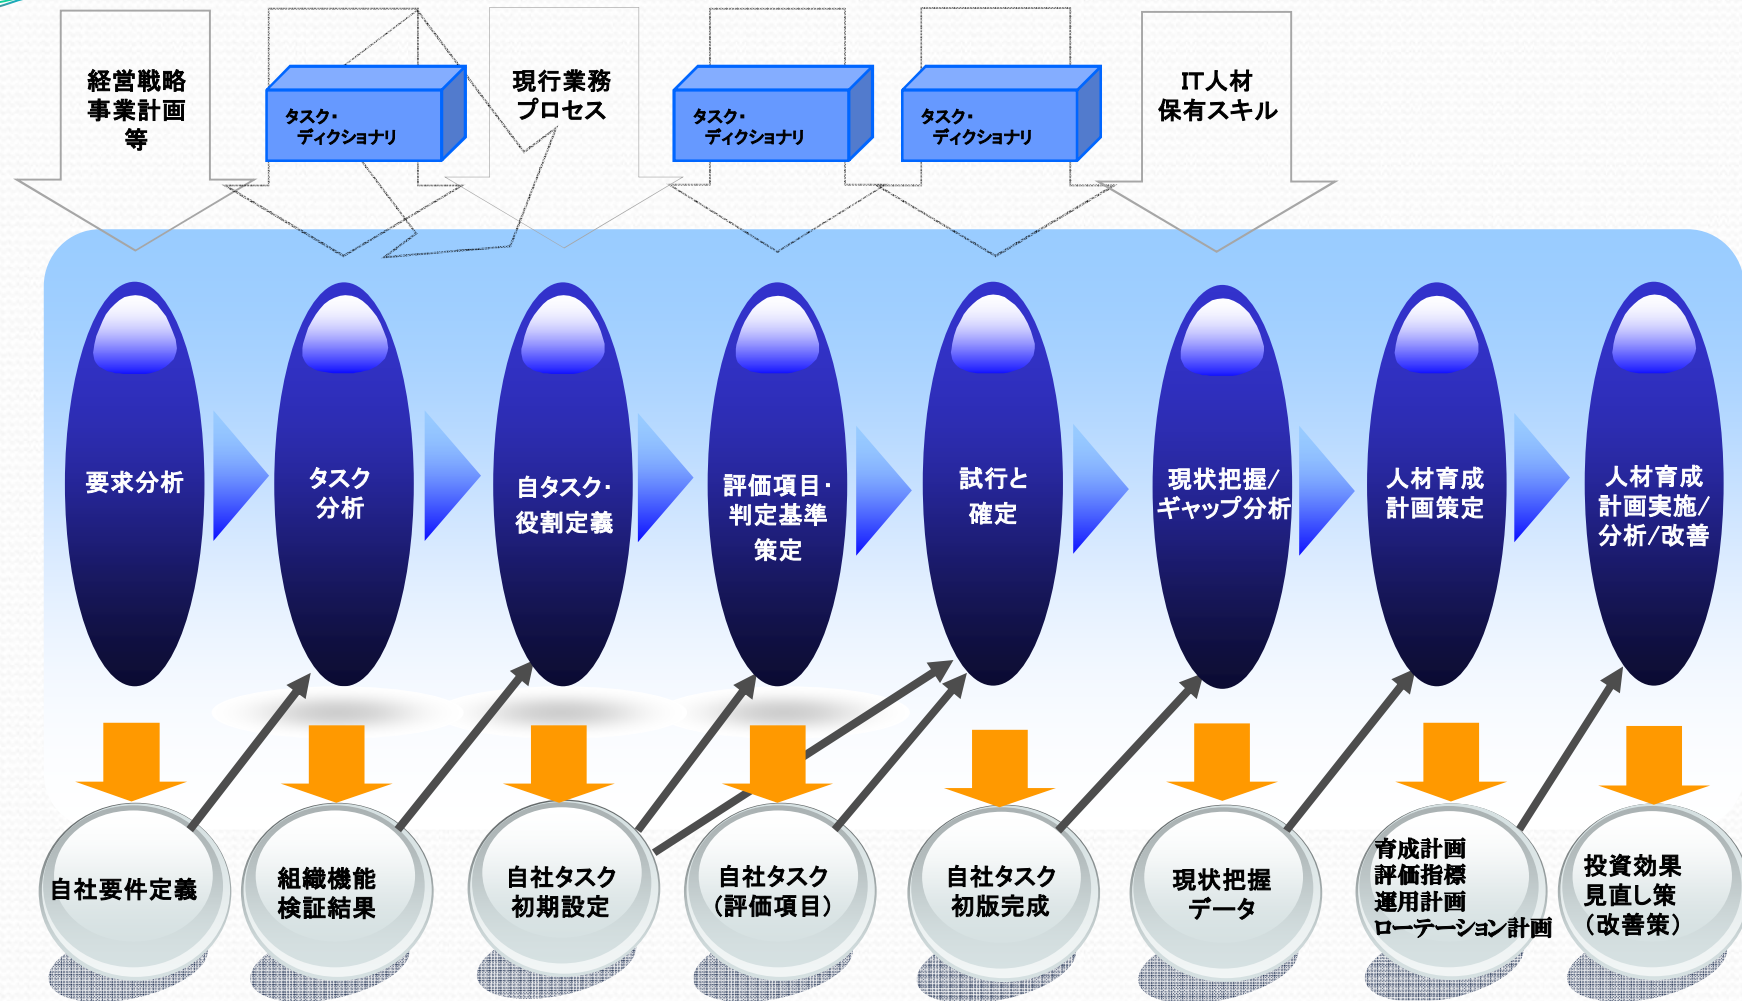 経営戦略
事業計画
等
タスク・
ディクショナリ
現行業務
プロセス
タスク・
ディクショナリ
タスク・
ディクショナリ
IT人材
保有スキル
要求分析
タスク
分析
自タスク・
役割定義
評価項目・
判定基準
策定
試行と
確定
現状把握/
ギャップ分析
人材育成
計画策定
人材育成
計画実施/
分析/改善
自社要件定義
組織機能
検証結果
自社タスク
初期設定
自社タスク
(評価項目)
自社タスク
初版完成
現状把握
データ
育成計画
評価指標
運用計画
ローテーション計画
投資効果
見直し策
(改善策)